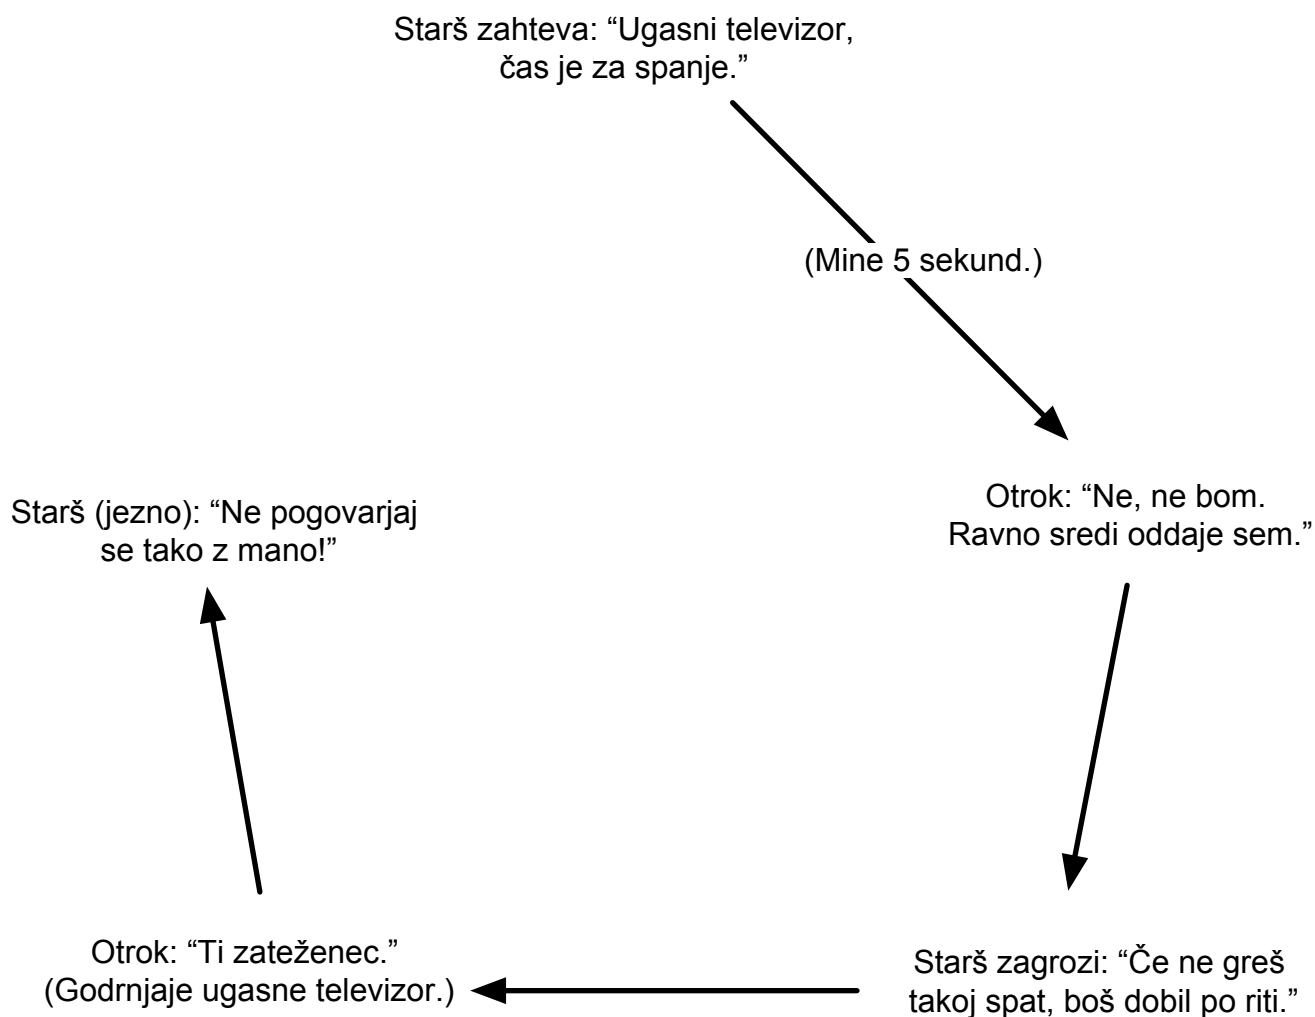 Starš zahteva: “Ugasni televizor,
čas je za spanje.”
(Mine 5 sekund.)
Otrok: “Ne, ne bom.
Ravno sredi oddaje sem.”
Starš zagrozi: “Če ne greš
takoj spat, boš dobil po riti.”
Otrok: “Ti zateženec.”
(Godrnjaje ugasne televizor.)
Starš (jezno): “Ne pogovarjaj
se tako z mano!”